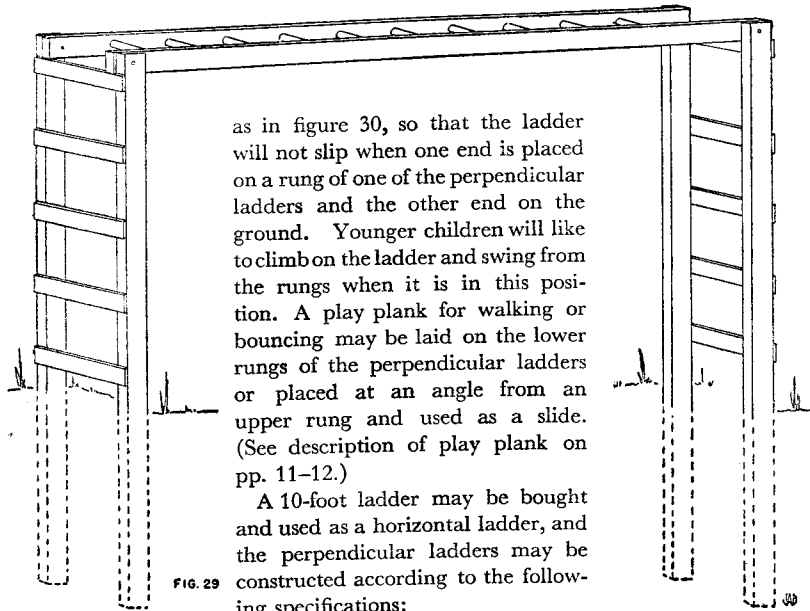 as in figure 30, so that the ladder
will not slip when one end is placed
on a rung of one of the perpendicular
ladders and the other end on the
ground. Younger children will like
to climb on the ladder and swing from
the rungs when it is in this posi-
tion. A play plank for walking or
bouncing may be laid on the lower
rungs of the perpendicular ladders
or placed at an angle from an
upper rung and used as a slide.
(See description of play plank on
pp. 11–12.)
A 10-foot ladder may be bought
and used as a horizontal ladder, and
the perpendicular ladders may be
FIG. 29 constructed according to the follow-
ing specifications: